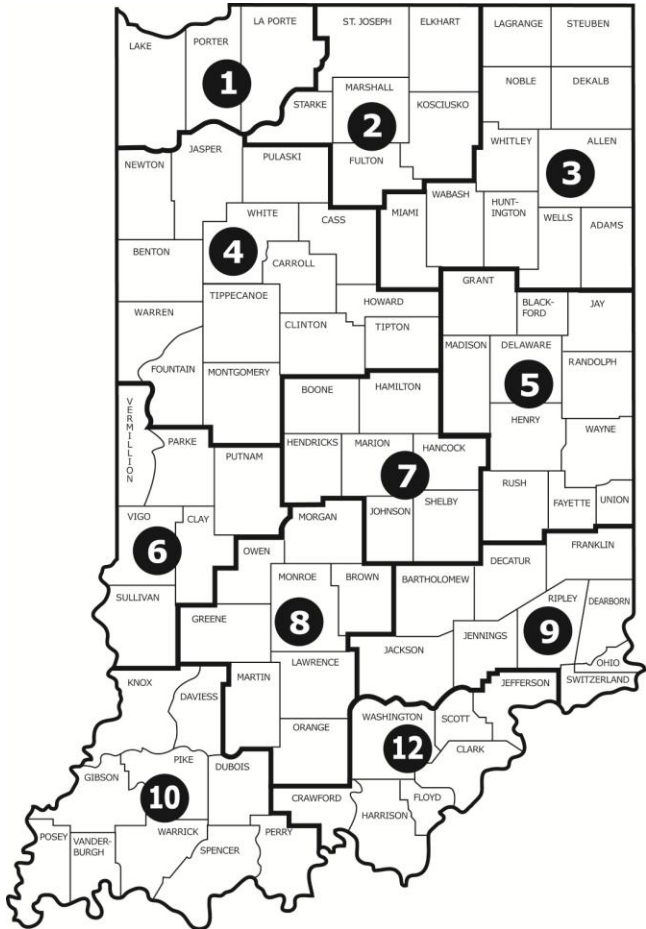 LAKE
PORTER
LA PORTE
ST. JOSEPH
ELKHART
LAGRANGE
STEUBEN
1
STARKE
MARSHALL
2
KOSCIUSKO
NOBLE
DEKALB
WHITLEY
ALLEN
3
NEWTON
JASPER
PULASKI
FULTON
MIAMI
WABASH
HUNT-
INGTON
WELLS
ADAMS
WHITE
CASS
4
BENTON
CARROLL
GRANT
WARREN
TIPPECANOE
HOWARD
BLACK-
FORD
JAY
CLINTON
TIPTON
MADISON
DELAWARE
RANDOLPH
FOUNTAIN
MONTGOMERY
5
VERMILLION
BOONE
HAMILTON
HENRY
WAYNE
PARKE
PUTNAM
HENDRICKS
MARION
HANCOCK
7
RUSH
FAYETTE
UNION
VIGO
CLAY
6
MORGAN
JOHNSON
SHELBY
SULLIVAN
OWEN
MONROE
BROWN
BARTHOLOMEW
DECATUR
FRANKLIN
GREENE
8
RIPLEY
DEARBORN
9
JENNINGS
OHIO
SWITZERLAND
KNOX
DAVIESS
MARTIN
LAWRENCE
JACKSON
JEFFERSON
ORANGE
WASHINGTON
SCOTT
12
CLARK
GIBSON
PIKE
DUBOIS
10
CRAWFORD
HARRISON
FLOYD
POSEY
VANDER-
BURGH
WARRICK
SPENCER
PERRY